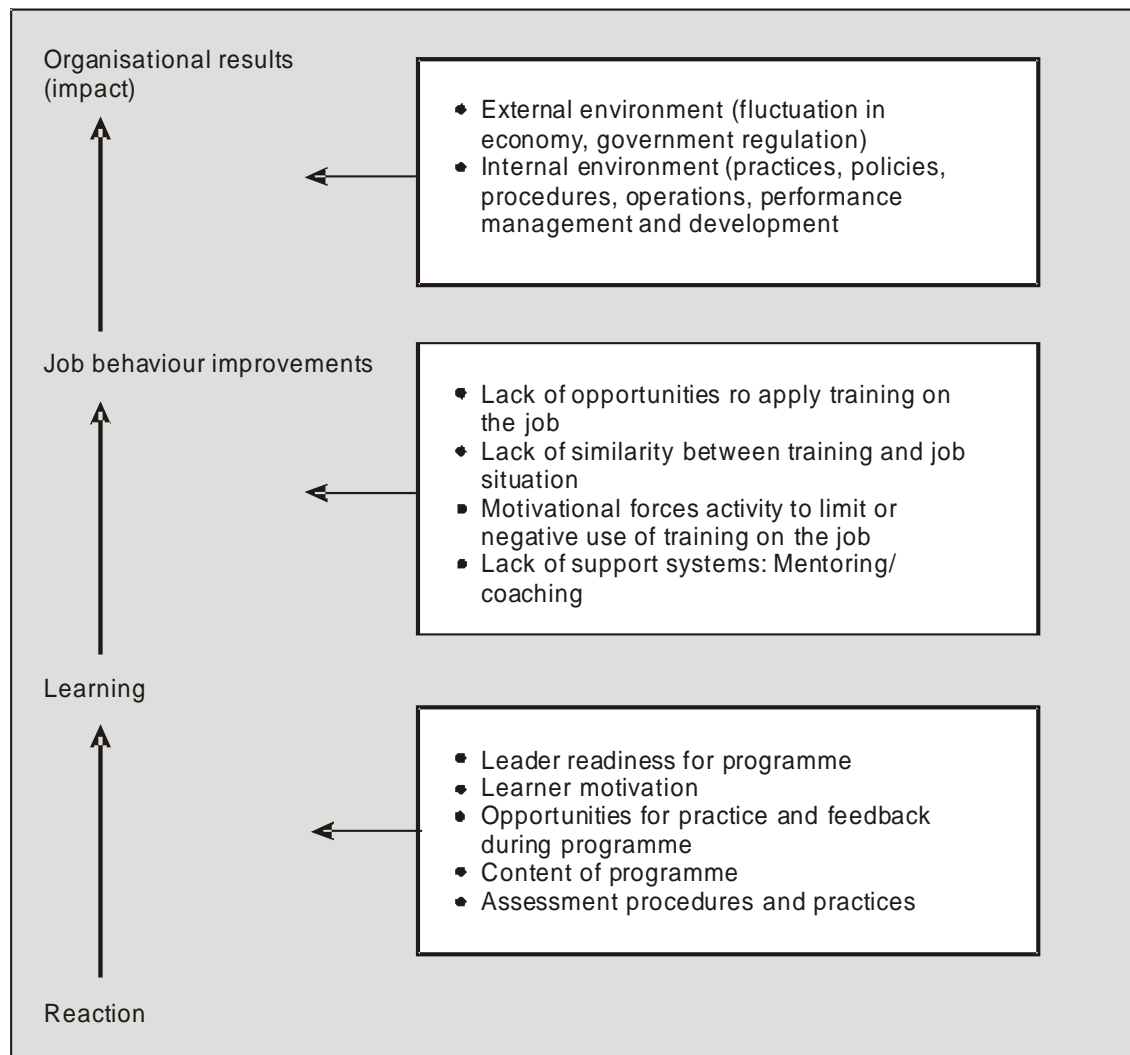 Organisational results
(impact)
External environment (fluctuation in
economy, government regulation)
Internal environment (practices, policies,
procedures, operations, performance
management and development
Job behaviour improvements
Lack of opportunities ro apply training on
the job
Lack of similarity between training and job
situation
Motivational forces activity to limit or
negative use of training on the job
Lack of support systems: Mentoring/
coaching
Learning
Leader readiness for programme
Learner motivation
Opportunities for practice and feedback
during programme
Content of programme
Assessment procedures and practices
Reaction